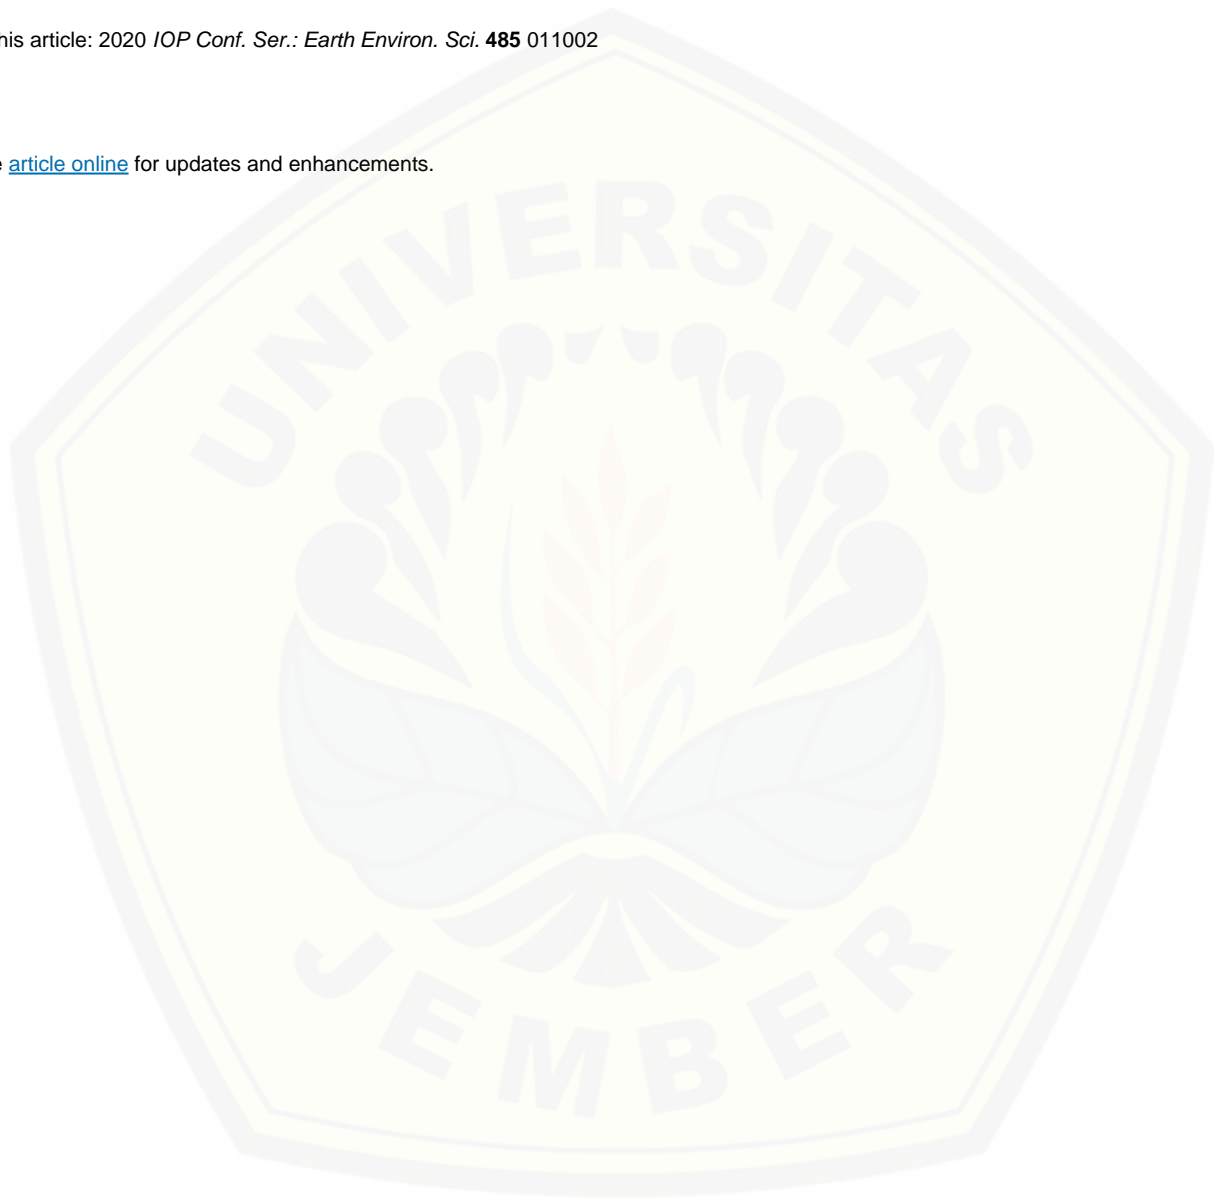 his article: 2020 IOP Conf. Ser.: Earth Environ. Sci. 485 011002
article online for updates and enhancements.
UNIVERSITAS
JEMBER